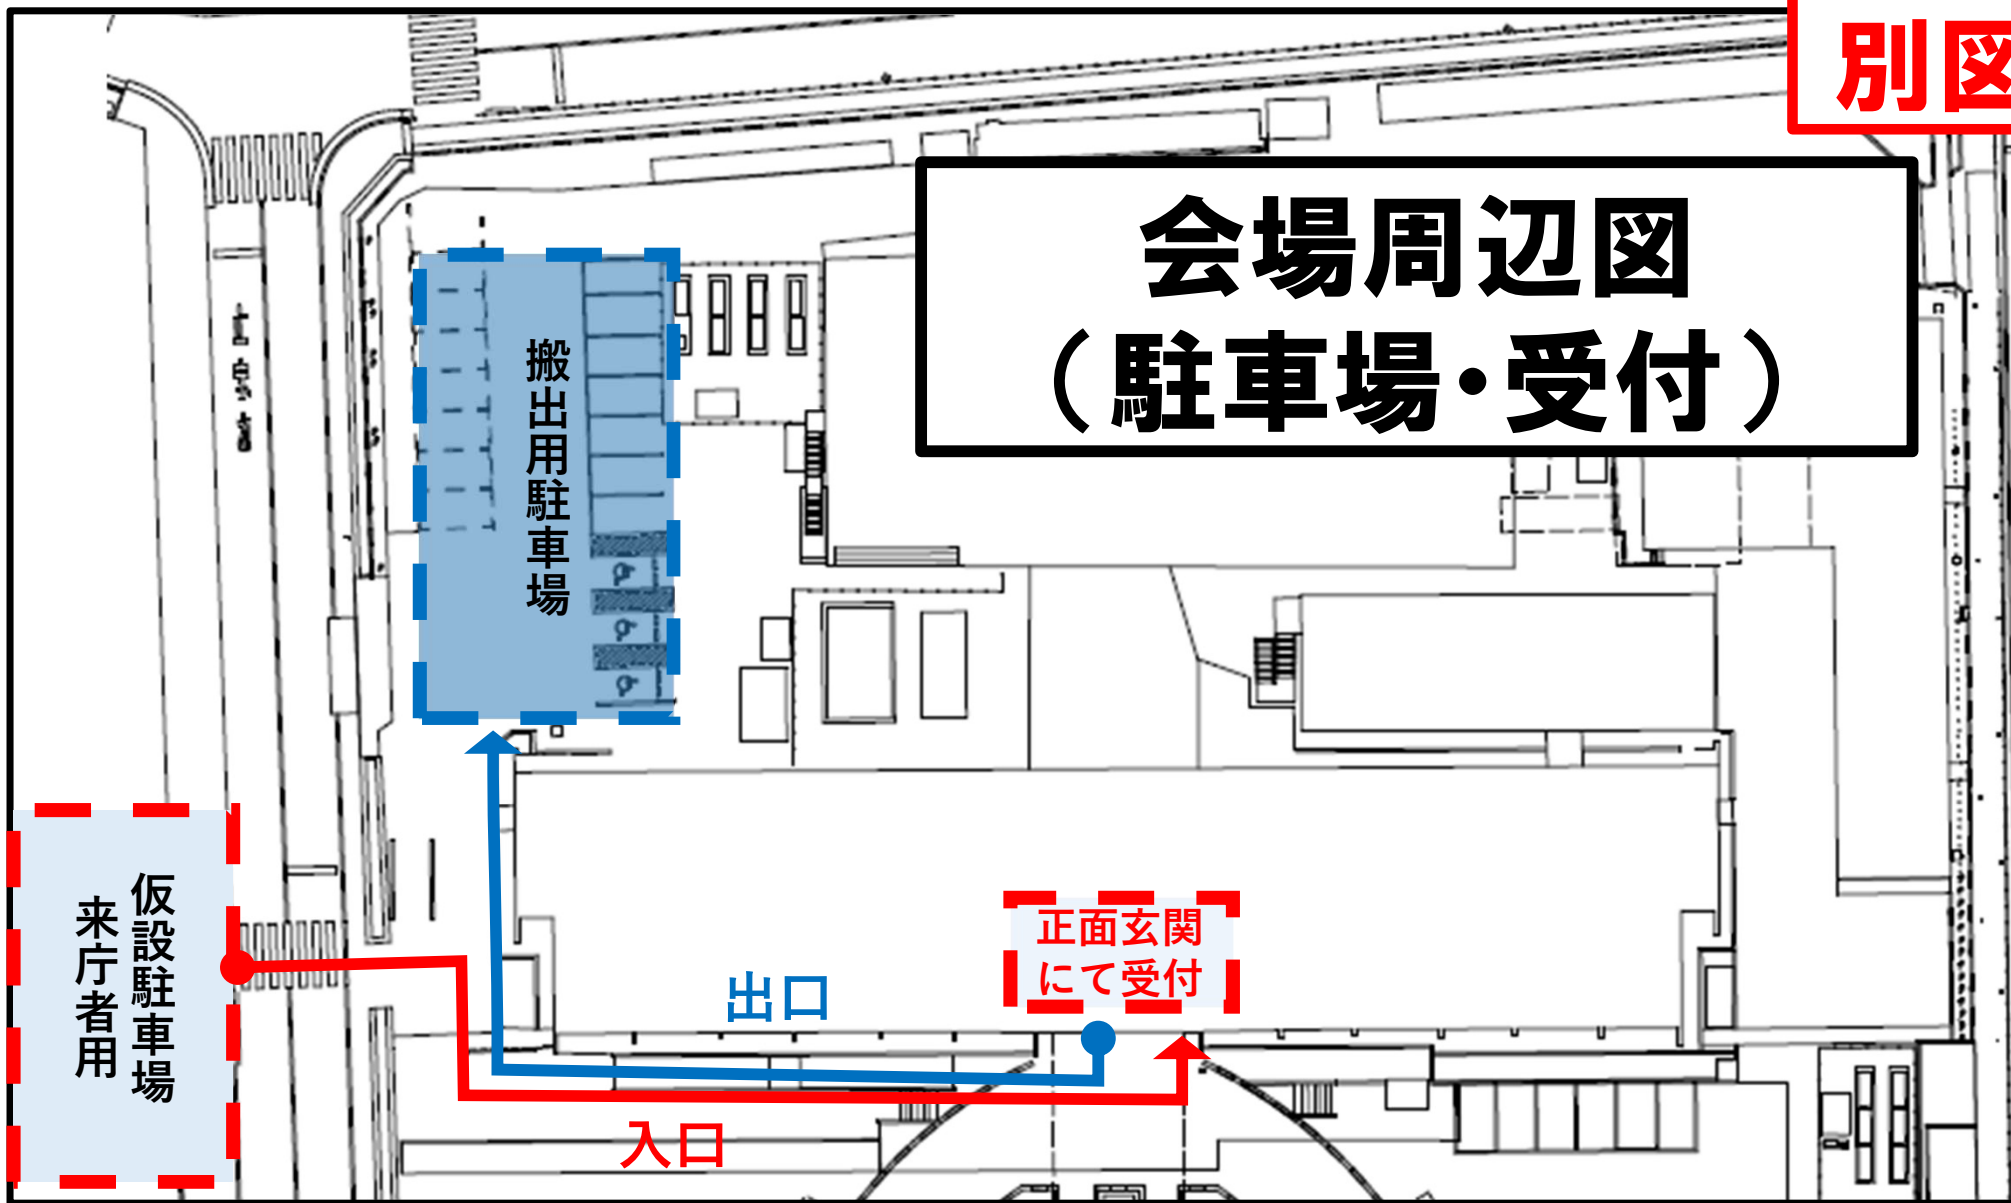 別図
会場周辺図
（駐車場・受付）
搬出用駐車場
仮設駐車場
来庁者用
正面玄関
にて受付
出口
入口